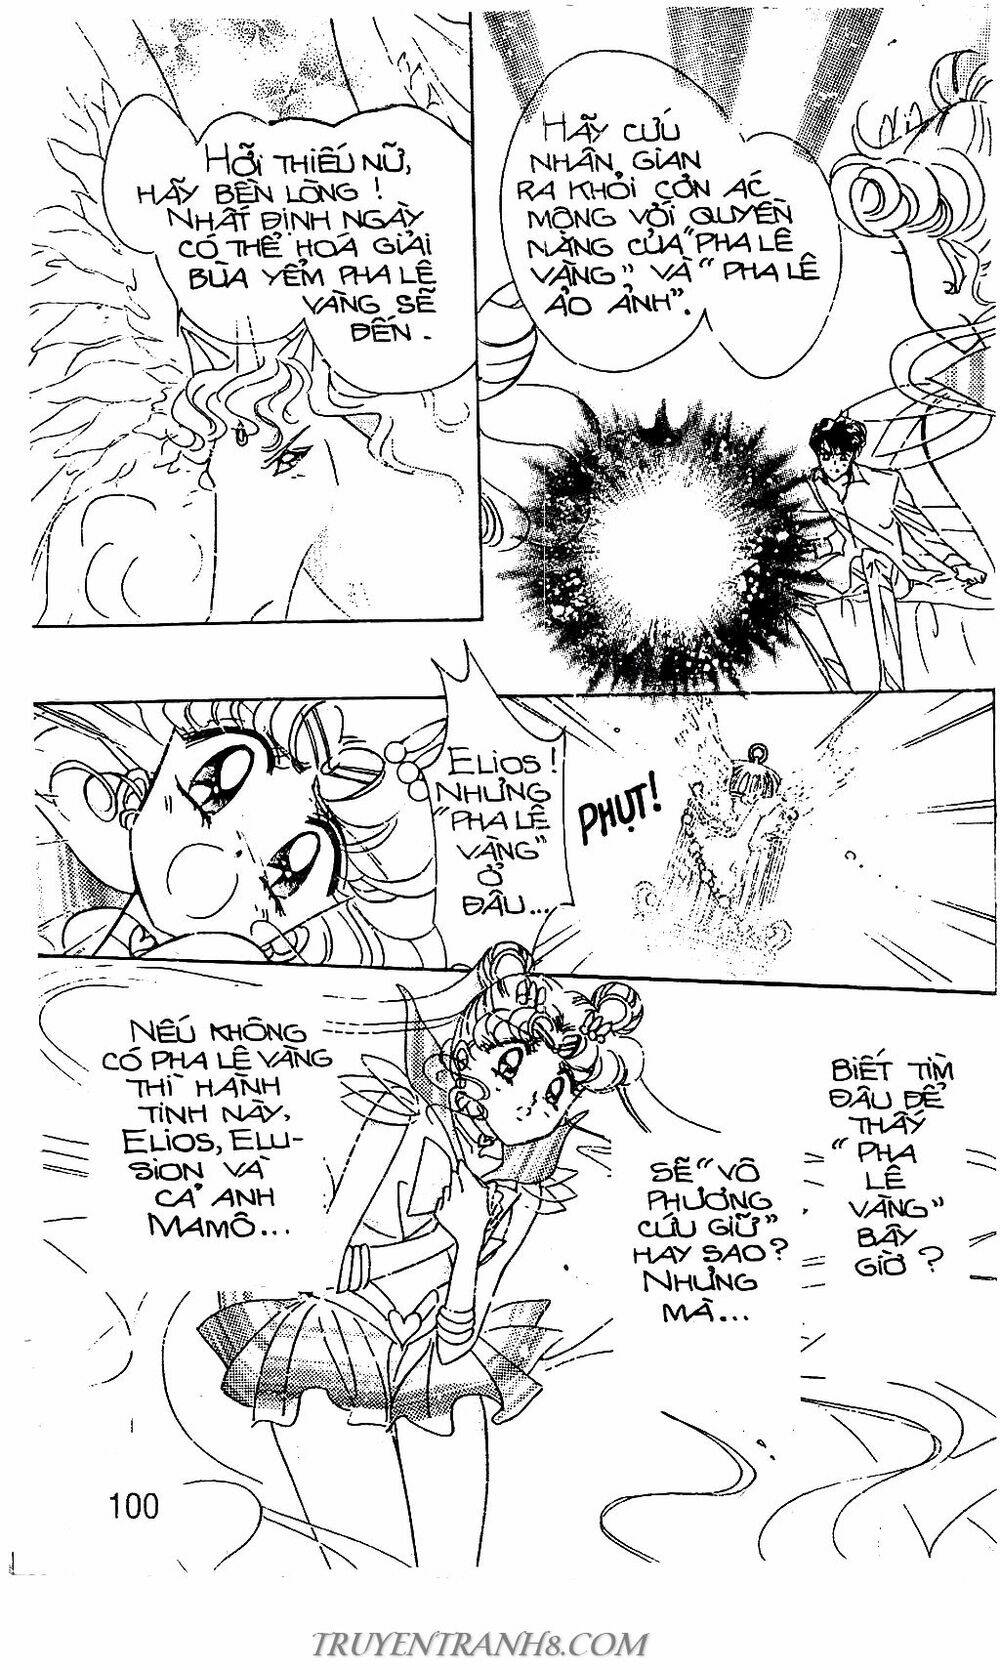 HỠI THIẾU NỮ,
HÃY BỀN LÒNG!
NHẤT ĐỊNH NGÀY
CÓ THỂ HOÁ GIẢI
BÙA YỂM PHA LÊ
VÀNG SẼ
ĐẾN.
HÃY CỨU
NHÂN GIAN
RA KHỎI CƠN ÁC
MỘNG VỚI QUYỀN
NĂNG CỦA "PHA LÊ
VÀNG" VÀ "PHA LÊ
ẢO ẢNH".
ELIOS!
NHƯNG
"PHA LÊ
VÀNG"
Ở
ĐÂU...
PHỤT!
NẾU KHÔNG
CÓ PHA LÊ VÀNG
THÌ HÀNH
TINH NÀY,
ELIOS, ELU-
SION VÀ
CẢ ANH
MAMÔ...
SẼ "VÔ
PHƯƠNG
CỨU GIỮ"
HAY SAO?
NHƯNG
MÀ...
BIẾT TÌM
ĐÂU ĐỂ
THẤY
"PHA
LÊ
VÀNG"
BÂY
GIỜ?
100
TRUYENTRANH8.COM